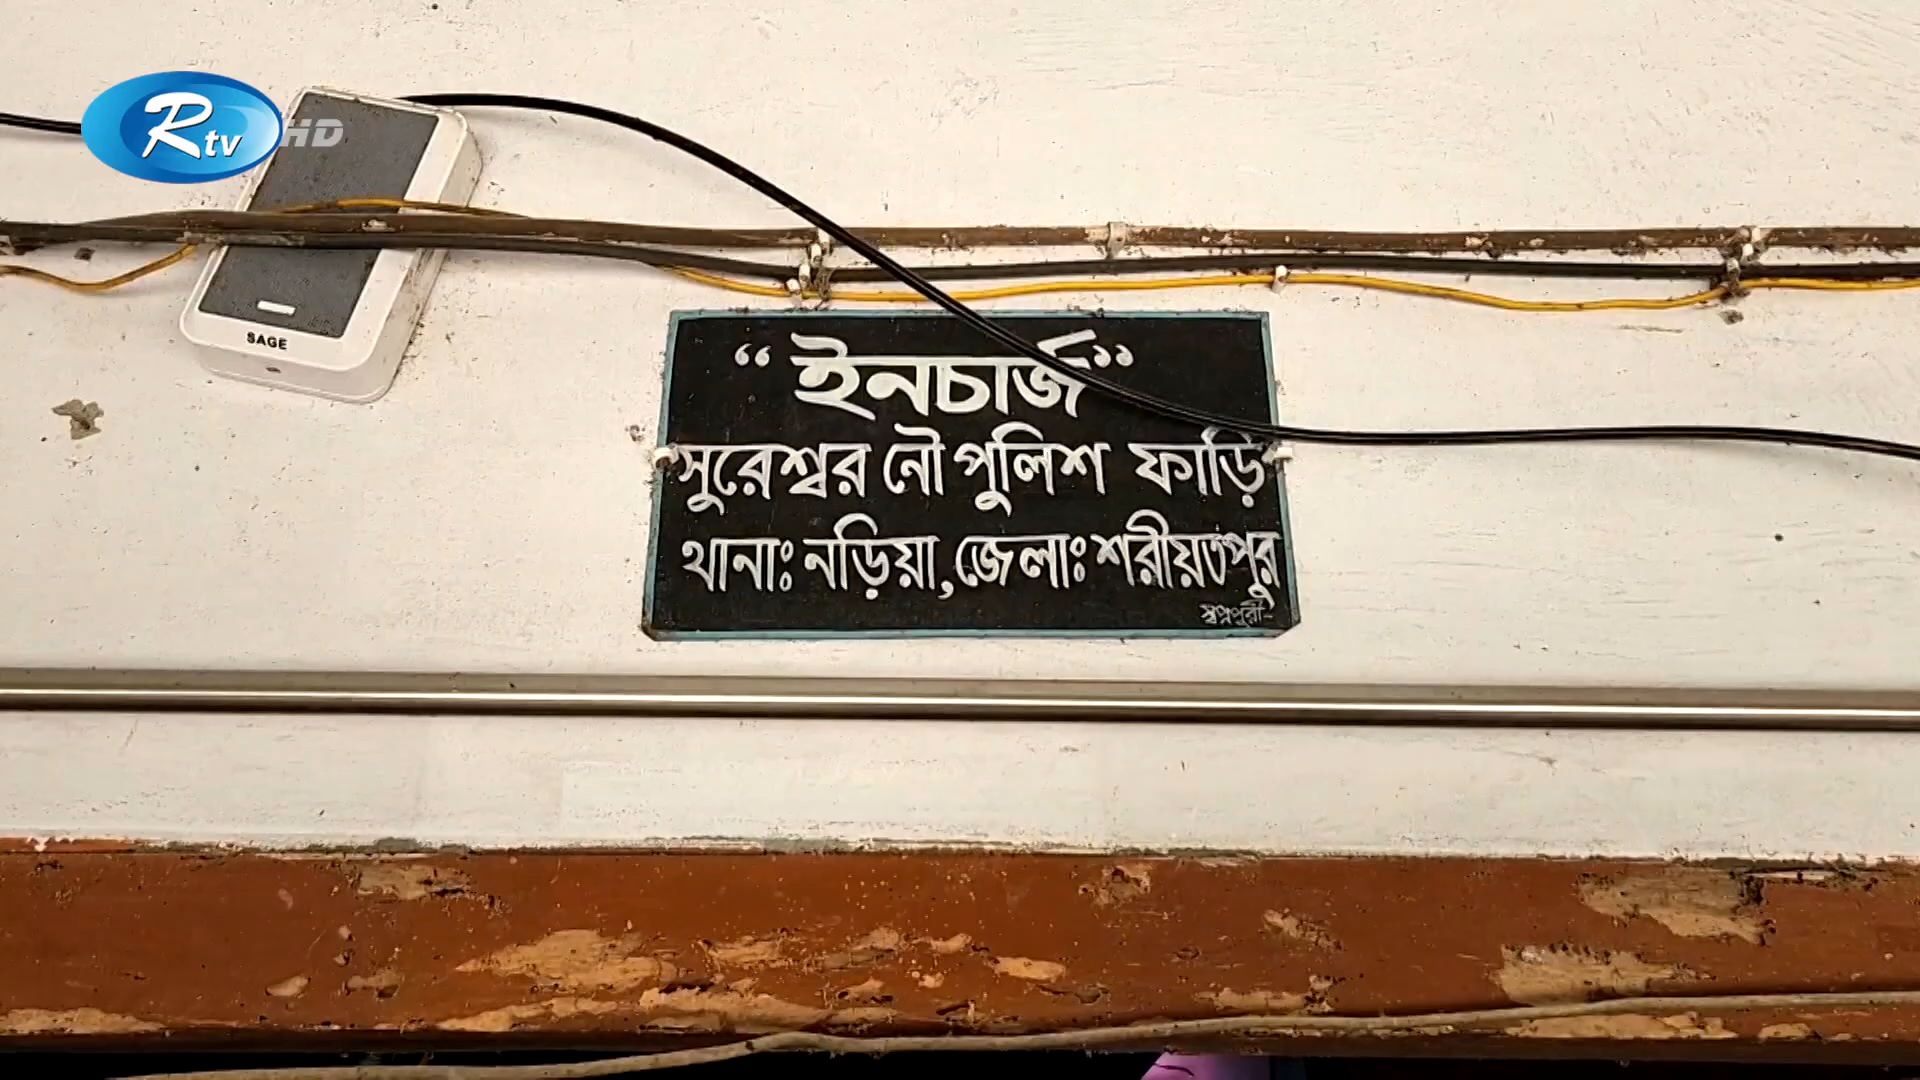 Rtv HD
SAGE
“ইনচার্জ”
সুরেশ্বর নৌ পুলিশ ফাড়ি
থানাঃ নড়িয়া, জেলাঃ শরীয়তপুর
স্বপ্নপুরী